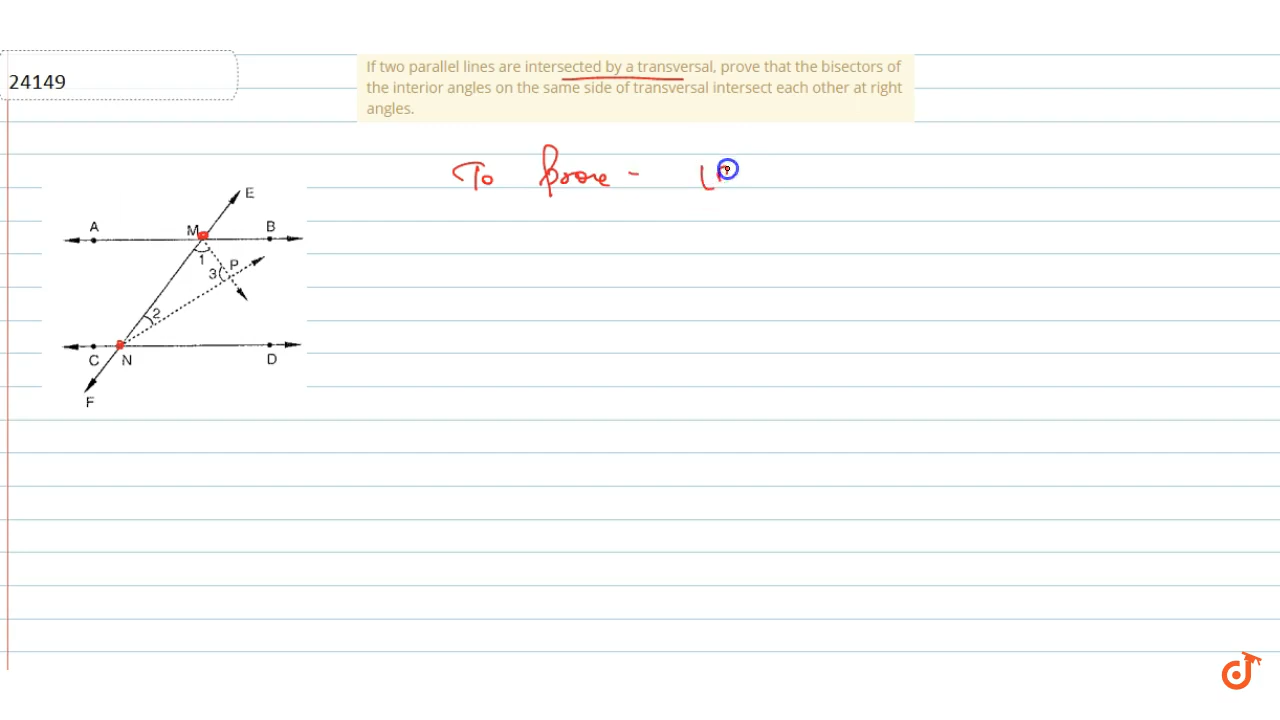 24149
If two parallel lines are intersected by a transversal, prove that the bisectors of
the interior angles on the same side of transversal intersect each other at right
angles.
To prove -
E
A M B
1
3 P
2
C N D
F